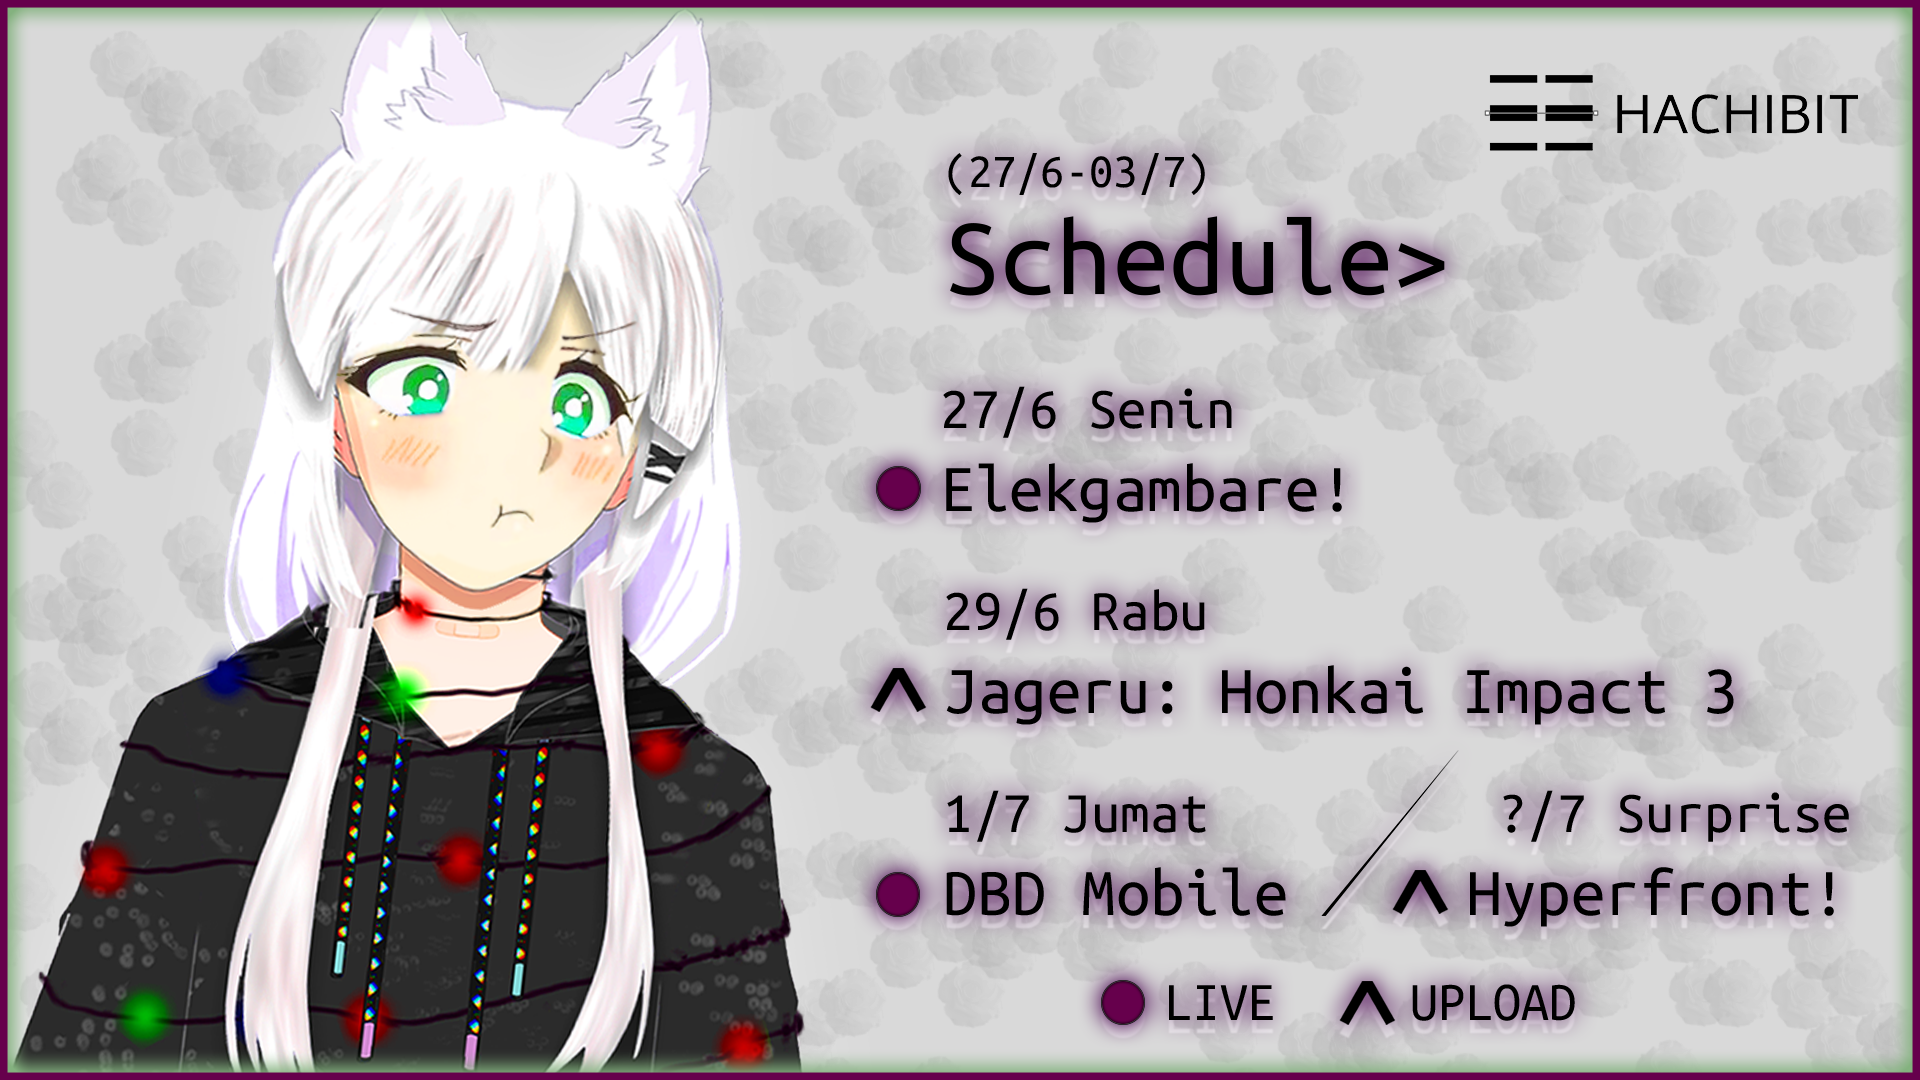 HACHIBIT
(27/6-03/7)
Schedule>
27/6 Senin
Elekgambare!
29/6 Rabu
Jageru: Honkai Impact 3
1/7 Jumat
DBD Mobile
?/7 Surprise
Hyperfront!
LIVE
UPLOAD